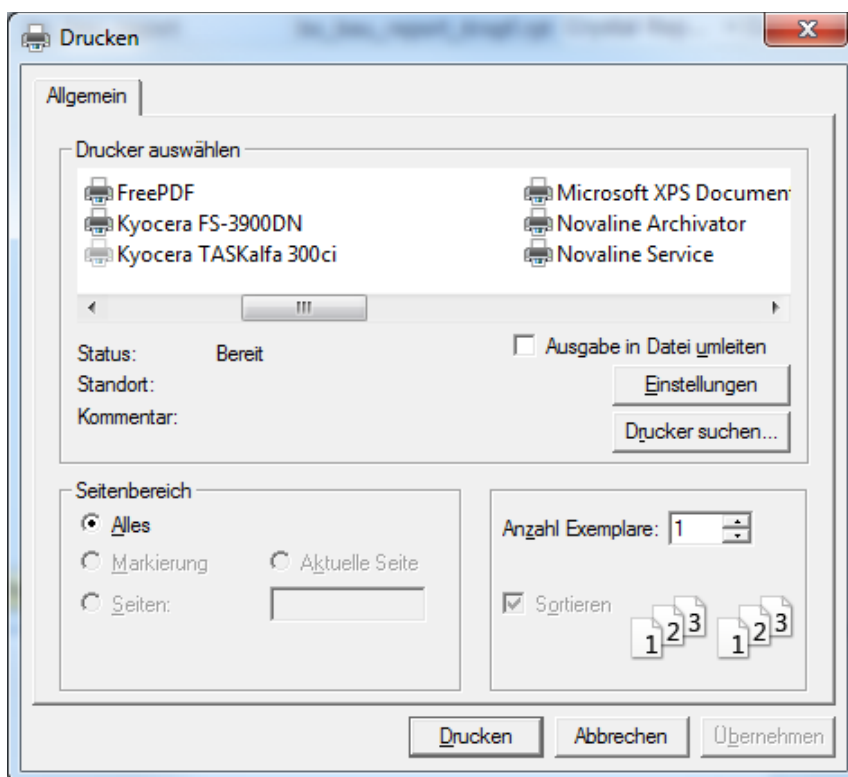 Drucken
Allgemein
Drucker auswählen
FreePDF
Kyocera FS-3900DN
Kyocera TASKalfa 300ci
Microsoft XPS Documen
Novaline Archivator
Novaline Service
Status: Bereit
Ausgabe in Datei umleiten
Standort:
Einstellungen
Kommentar:
Drucker suchen...
Seitenbereich
Alles
Markierung
Aktuelle Seite
Seiten:
Anzahl Exemplare: 1
Sortieren
1 2 3 1 2 3
Drucken Abbrechen Übernehmen